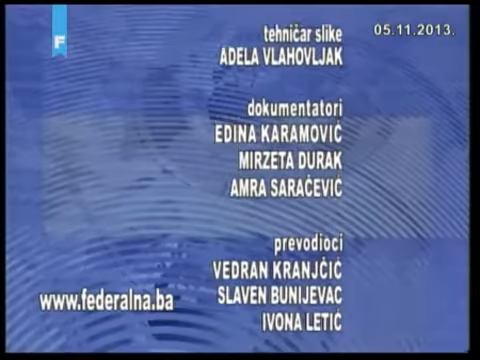 F
05.11.2013.
tehničar slike
ADELA VLAHOVLJAK
dokumentatori
EDINA KARAMOVIĆ
MIRZETA DURAK
AMRA SARAČEVIĆ
prevodioci
VEDRAN KRANJČIĆ
SLAVEN BUNIJEVAC
IVONA LETIĆ
www.federalna.ba